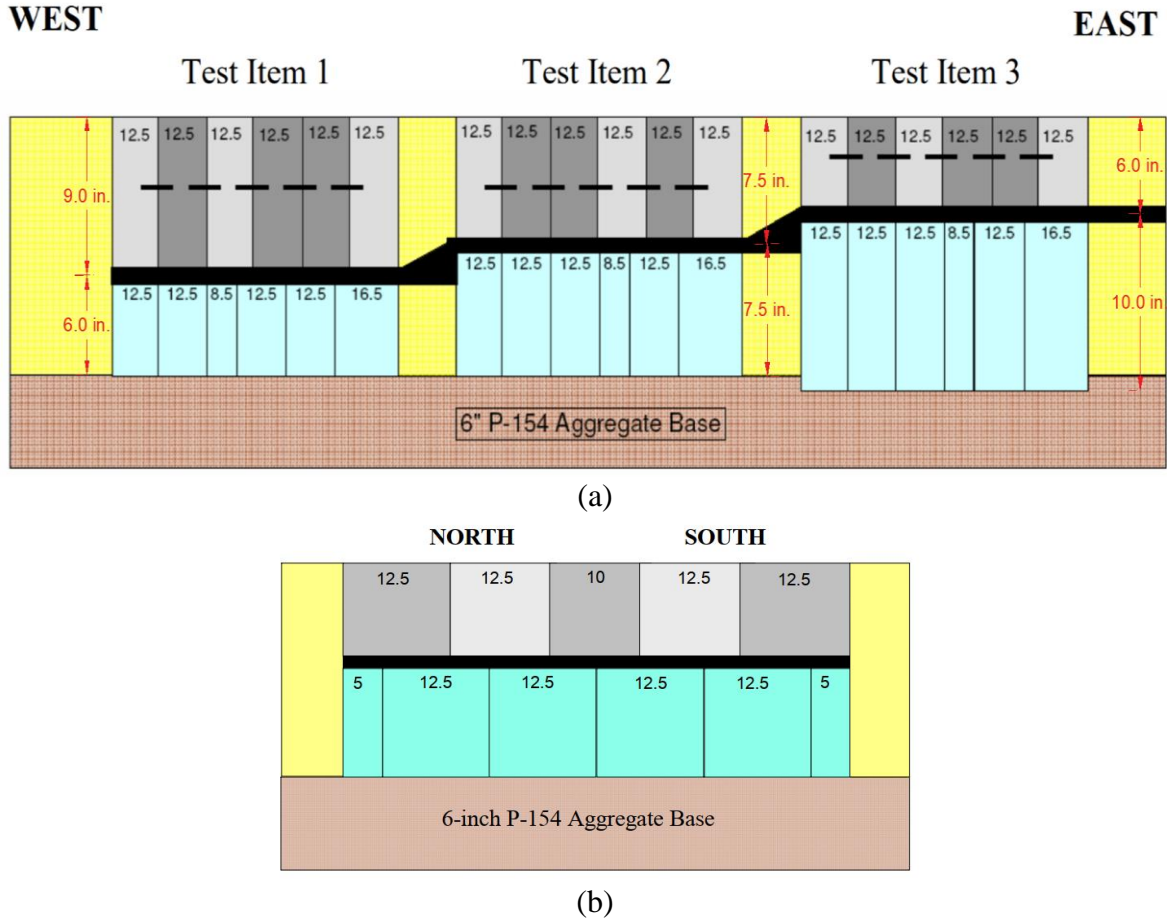 WEST
EAST
Test Item 1 Test Item 2 Test Item 3
12.5 12.5 12.5 12.5 12.5 12.5 12.5 12.5 12.5 12.5 12.5 12.5 12.5 12.5 12.5 12.5 12.5 12.5
9.0 in. 7.5 in. 6.0 in.
12.5 12.5 12.5 8.5 12.5 16.5
12.5 12.5 12.5 8.5 12.5 16.5
12.5 12.5 8.5 12.5 12.5 16.5
6.0 in. 7.5 in. 10.0 in.
6" P-154 Aggregate Base
(a)
NORTH SOUTH
12.5 12.5 10 12.5 12.5
5 12.5 12.5 12.5 12.5 5
6-inch P-154 Aggregate Base
(b)